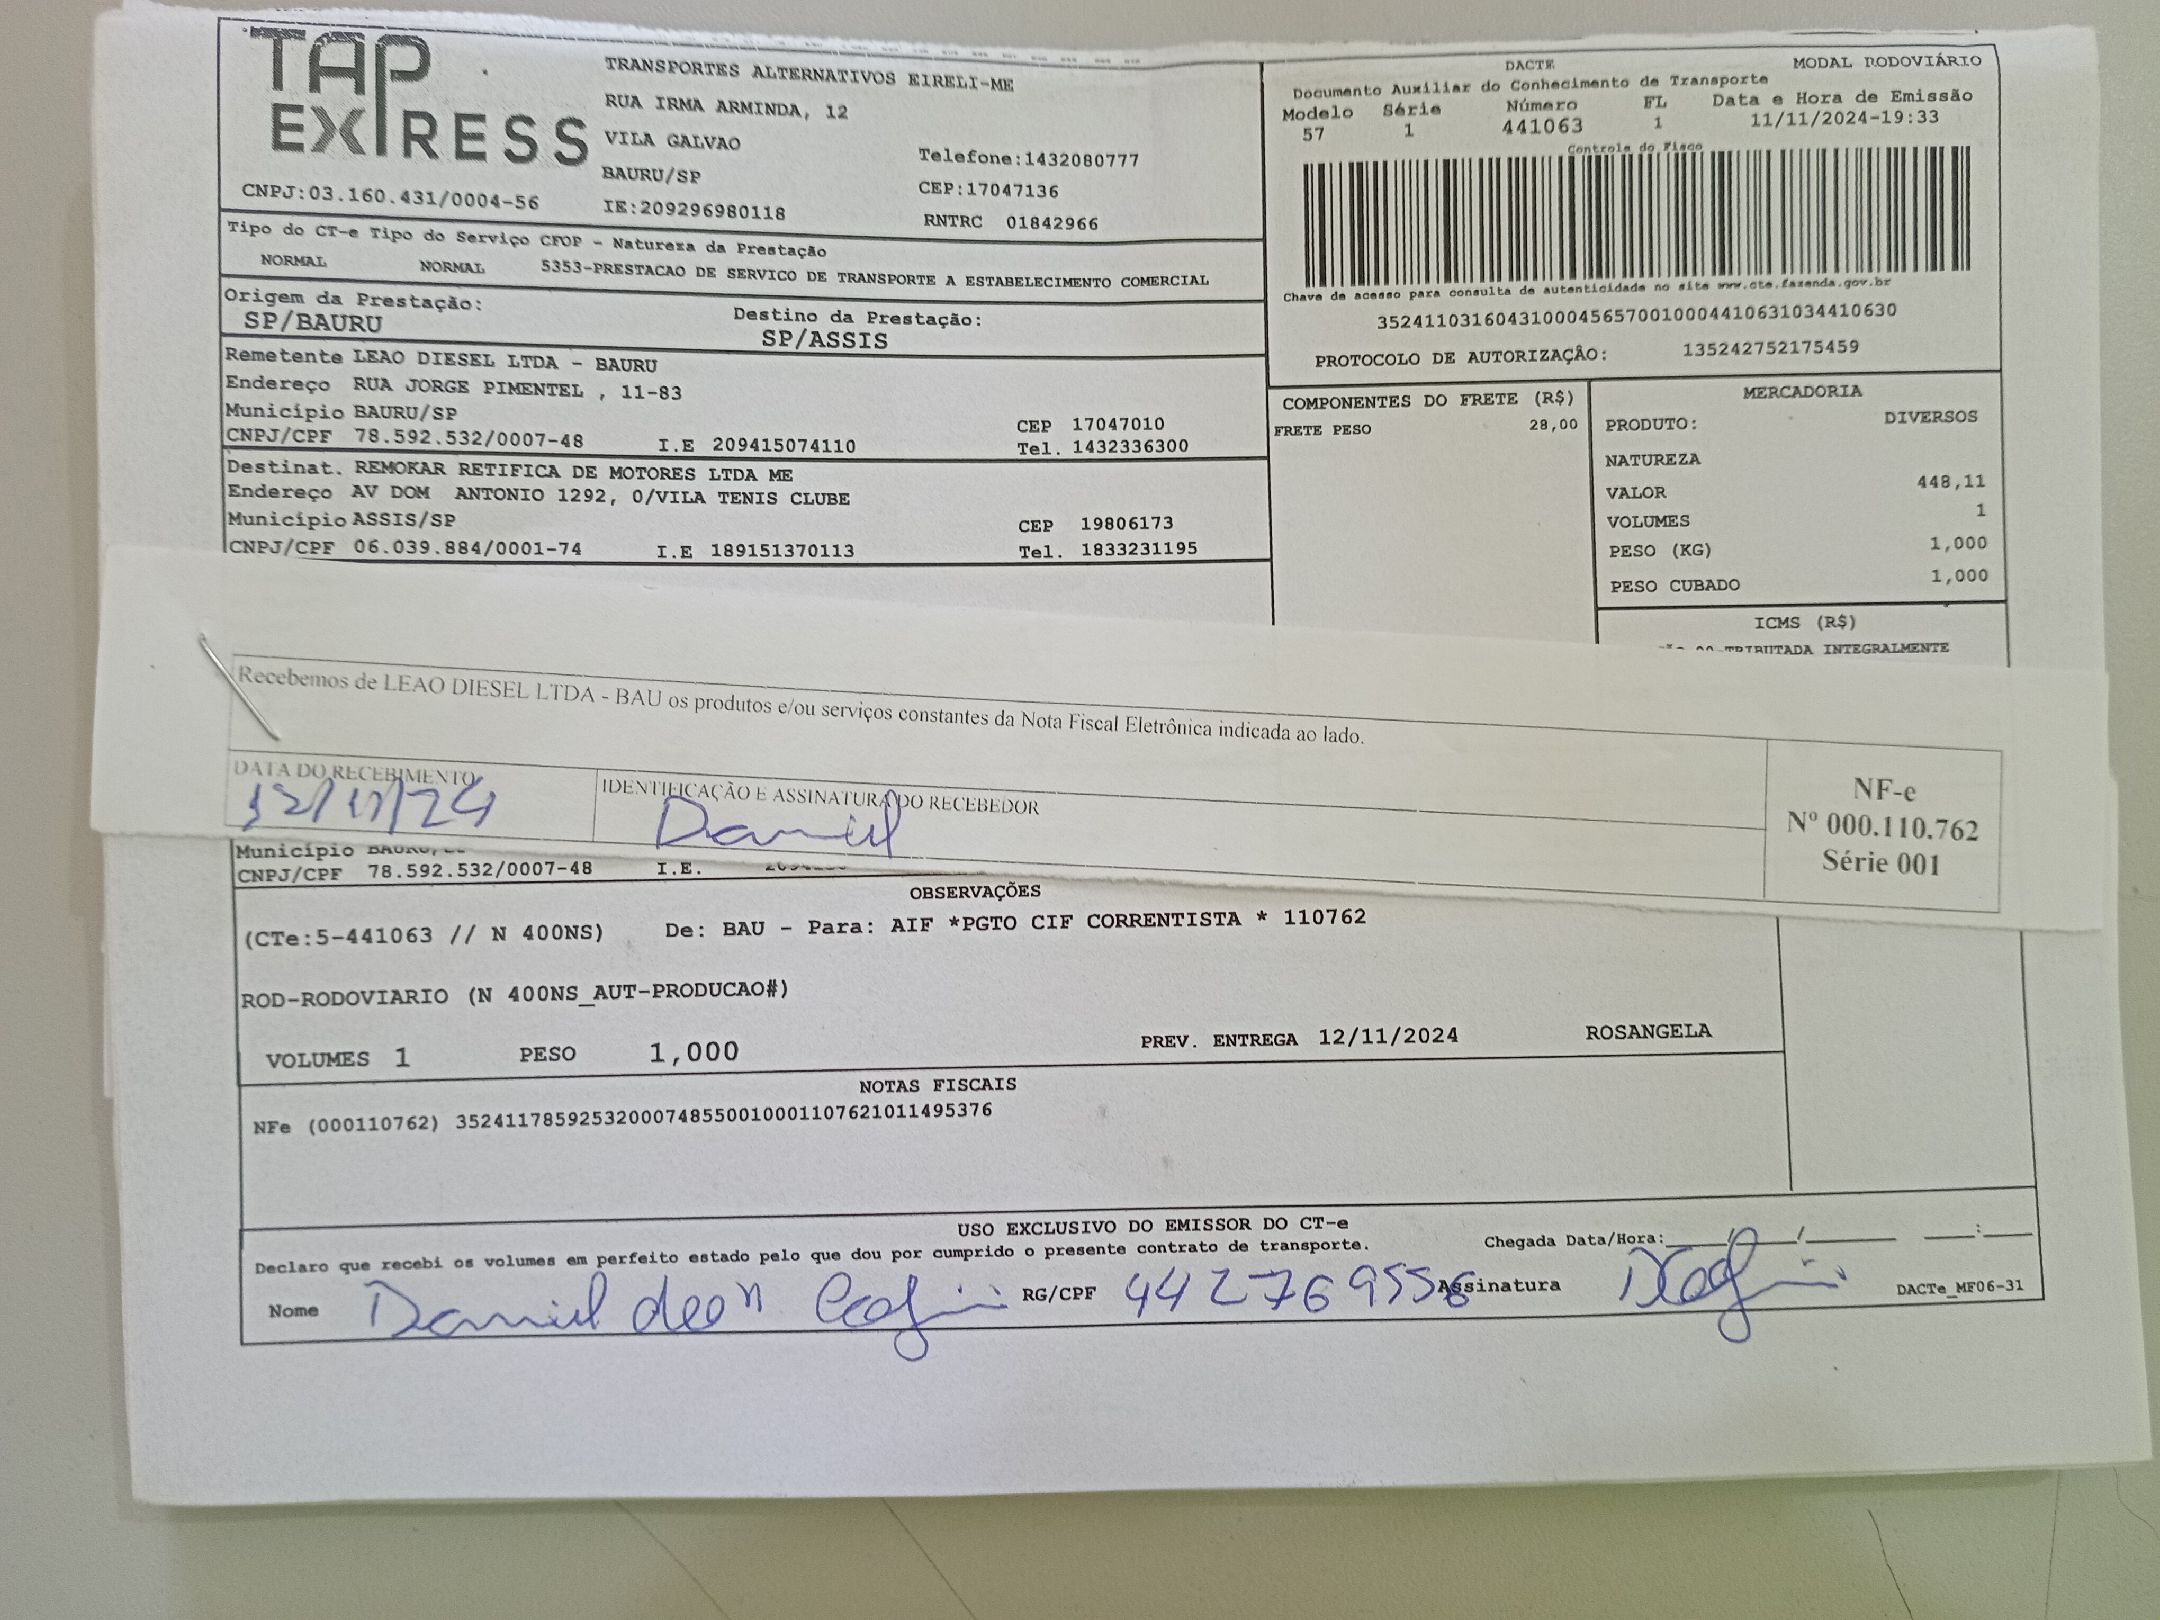 TAP EXPRESS
CNPJ:03.160.431/0004-56
TRANSPORTES ALTERNATIVOS EIRELI-ME
RUA IRMA ARMINDA, 12
VILA GALVAO
BAURU/SP
IE:209296980118
Telefone:1432080777
CEP:17047136
RNTRC 01842966
DACTE
MODAL RODOVIÁRIO
Documento Auxiliar do Conhecimento de Transporte
Modelo Série Número FL Data e Hora de Emissão
57 1 441063 1 11/11/2024-19:33
Controle do Fisco
Chave de acesso para consulta de autenticidade no site www.cte.fazenda.gov.br
35241103160431000456570010004410631034410630
PROTOCOLO DE AUTORIZAÇÂO: 135242752175459
Tipo do CT-e Tipo do Serviço CFOP - Natureza da Prestação
NORMAL NORMAL 5353-PRESTACAO DE SERVICO DE TRANSPORTE A ESTABELECIMENTO COMERCIAL
Origem da Prestação: Destino da Prestação:
SP/BAURU SP/ASSIS
Remetente LEAO DIESEL LTDA - BAURU
Endereço RUA JORGE PIMENTEL , 11-83
Município BAURU/SP CEP 17047010
CNPJ/CPF 78.592.532/0007-48 I.E 209415074110 Tel. 1432336300
Destinat. REMOKAR RETIFICA DE MOTORES LTDA ME
Endereço AV DOM ANTONIO 1292, 0/VILA TENIS CLUBE
Município ASSIS/SP CEP 19806173
CNPJ/CPF 06.039.884/0001-74 I.E 189151370113 Tel. 1833231195
COMPONENTES DO FRETE (R$)
FRETE PESO 28,00
MERCADORIA
PRODUTO: DIVERSOS
NATUREZA
VALOR 448,11
VOLUMES 1
PESO (KG) 1,000
PESO CUBADO 1,000
ICMS (R$)
TRIBUTADA INTEGRALMENTE
Recebemos de LEAO DIESEL LTDA - BAU os produtos e/ou serviços constantes da Nota Fiscal Eletrônica indicada ao lado.
DATA DO RECEBIMENTO
12/11/24
IDENTIFICAÇÃO E ASSINATURA DO RECEBEDOR
Daniel
NF-e
Nº 000.110.762
Série 001
Município BAURU
CNPJ/CPF 78.592.532/0007-48 I.E.
OBSERVAÇÕES
(CTe:5-441063 // N 400NS) De: BAU - Para: AIF *PGTO CIF CORRENTISTA * 110762
ROD-RODOVIARIO (N 400NS_AUT-PRODUCAO#)
VOLUMES 1 PESO 1,000 PREV. ENTREGA 12/11/2024 ROSANGELA
NOTAS FISCAIS
NFe (000110762) 35241178592532000748550010001107621011495376
USO EXCLUSIVO DO EMISSOR DO CT-e
Declaro que recebi os volumes em perfeito estado pelo que dou por cumprido o presente contrato de transporte.
Chegada Data/Hora:____/____/______ ___:___
Nome Daniel RG/CPF 442769556 Assinatura
DACTe_MF06-31